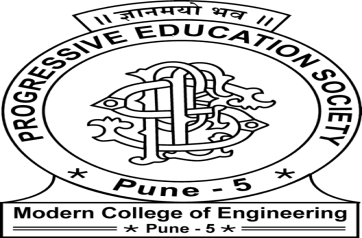 ॥ ज्ञानमयो भव ॥
PROGRESSIVE EDUCATION SOCIETY
★ Pune - 5 ★
Modern College of Engineering
★ Pune - 5 ★